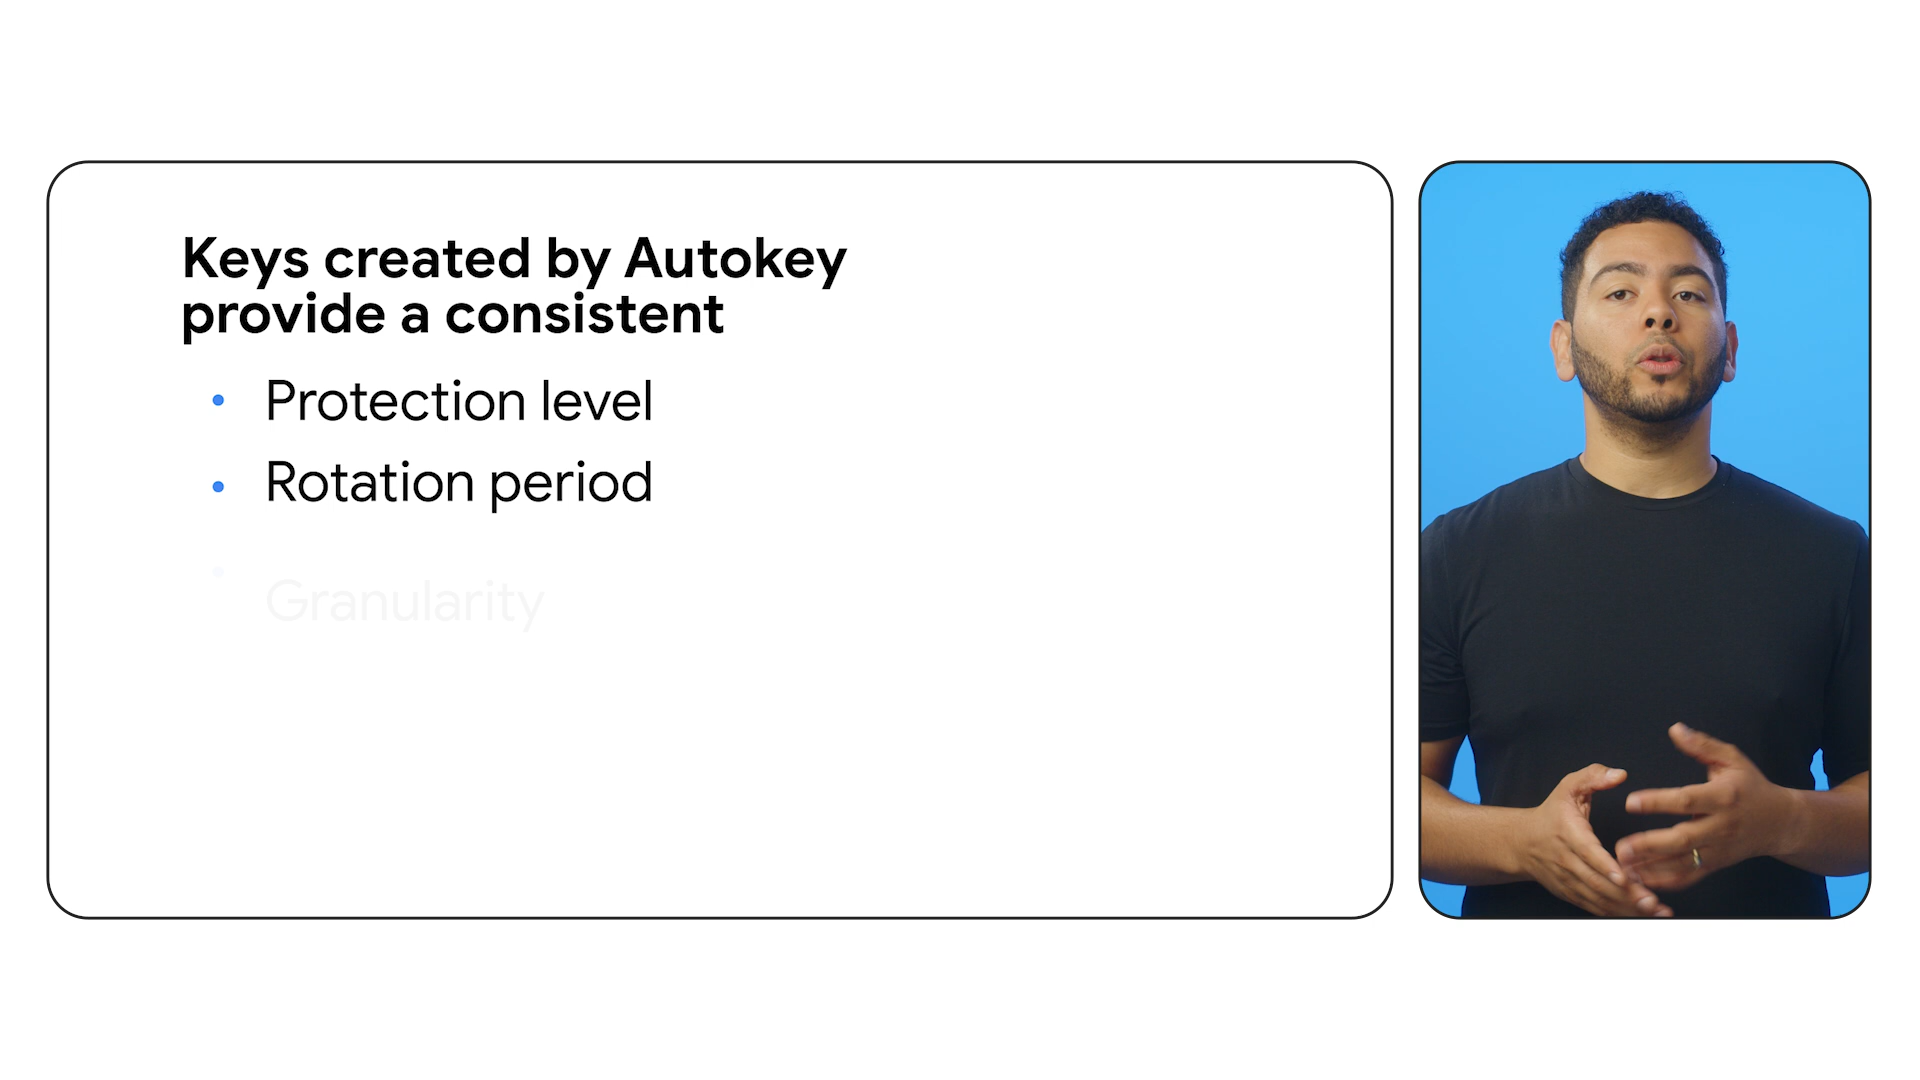 Keys created by Autokey
provide a consistent
• Protection level
• Rotation period
• Granularity